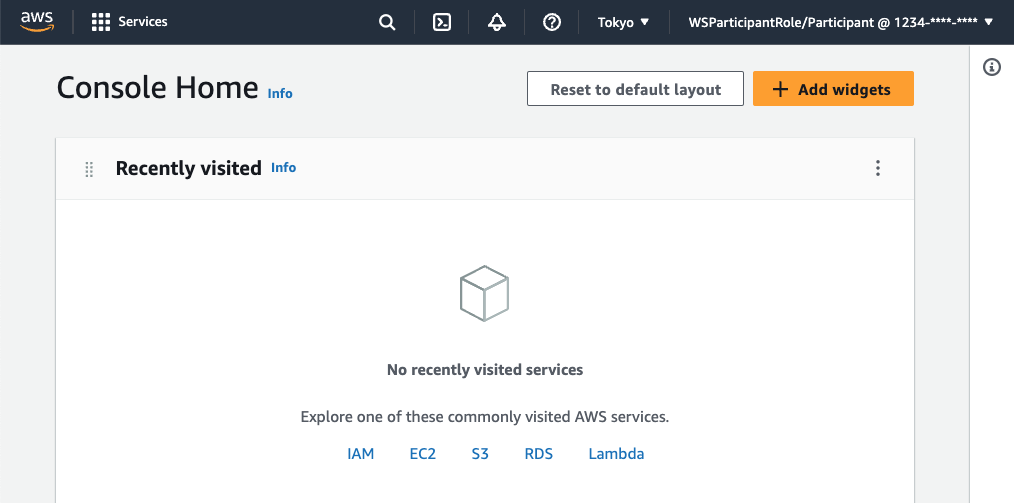 aws Services Tokyo ▼ WSParticipantRole/Participant @ 1234-****-**** ▼
Console Home Info Reset to default layout + Add widgets
Recently visited Info
No recently visited services
Explore one of these commonly visited AWS services.
IAM EC2 S3 RDS Lambda